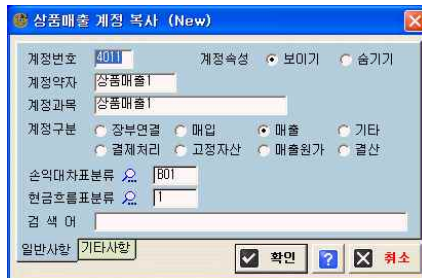 상품매출 계정 복사 (New)
계정번호 4011 계정속성 보이기 숨기기
계정약자 상품매출1
계정과목 상품매출1
계정구분 장부연결 매입 매출 기타
결제처리 고정자산 매출원가 결산
손익대차표분류 B01
현금흐름표분류 1
검 색 어
일반사항 기타사항 확인 ? 취소